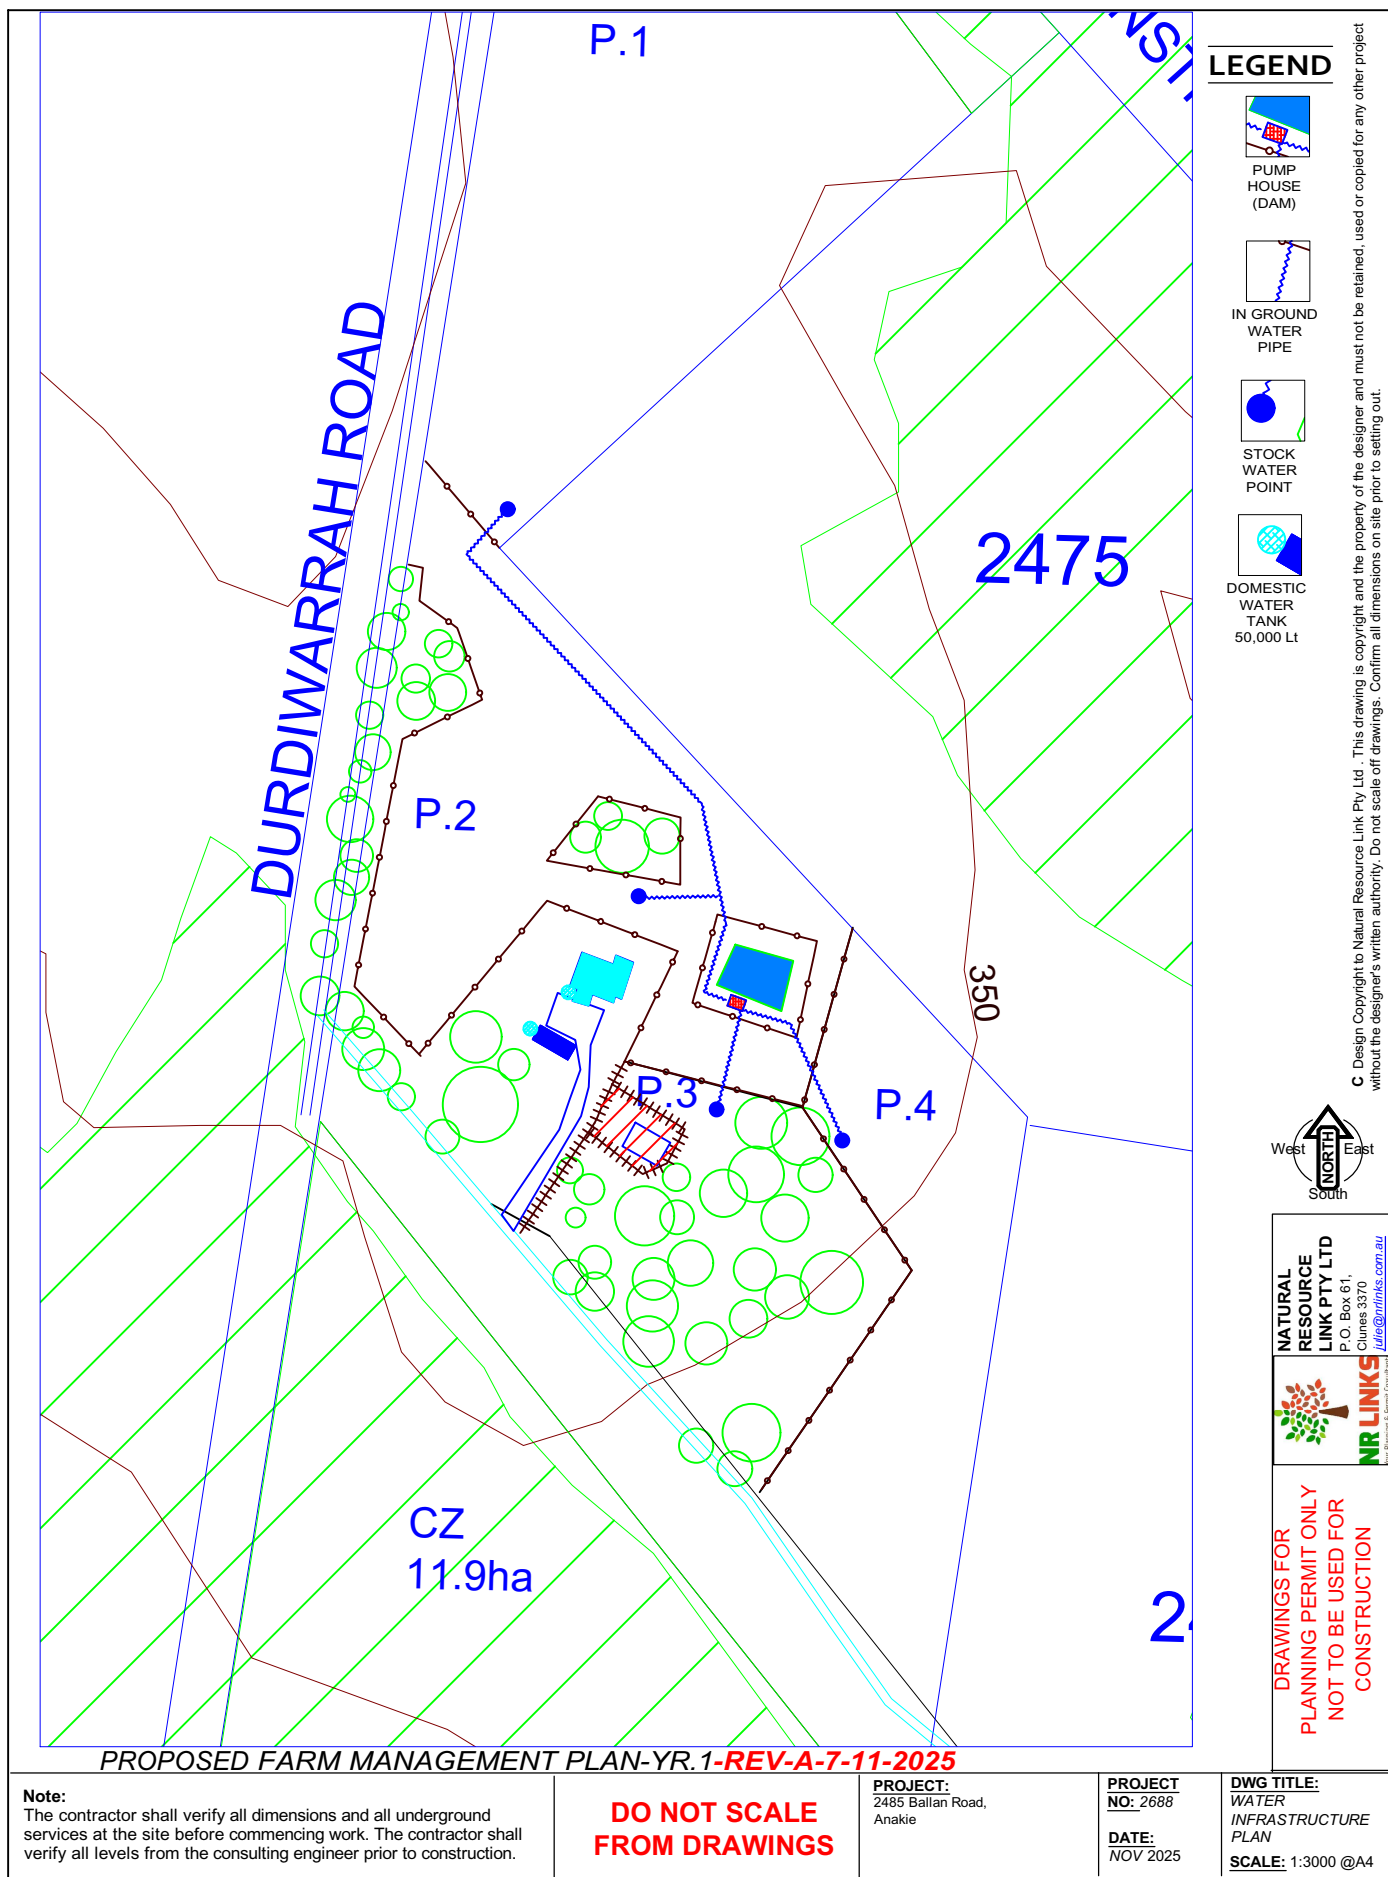 P.1
DURDIWARRAH ROAD
2475
P.2
350
P.3
P.4
CZ
11.9ha
PROPOSED FARM MANAGEMENT PLAN-YR.1-REV-A-7-11-2025
LEGEND
PUMP
HOUSE
(DAM)
IN GROUND
WATER
PIPE
STOCK
WATER
POINT
DOMESTIC
WATER
TANK
50,000 Lt
C Design Copyright to Natural Resource Link Pty Ltd . This drawing is copyright and the property of the designer and must not be retained, used or copied for any other project
without the designer's written authority. Do not scale off drawings. Confirm all dimensions on site prior to setting out.
West
NORTH
East
South
NATURAL
RESOURCE
LINK PTY LTD
P.O. Box 61,
Clunes 3370
julie@nrlinks.com.au
NR LINKS
DRAWINGS FOR
PLANNING PERMIT ONLY
NOT TO BE USED FOR
CONSTRUCTION
Note:
The contractor shall verify all dimensions and all underground
services at the site before commencing work. The contractor shall
verify all levels from the consulting engineer prior to construction.
DO NOT SCALE
FROM DRAWINGS
PROJECT:
2485 Ballan Road,
Anakie
PROJECT
NO: 2688
DATE:
NOV 2025
DWG TITLE:
WATER
INFRASTRUCTURE
PLAN
SCALE: 1:3000 @A4